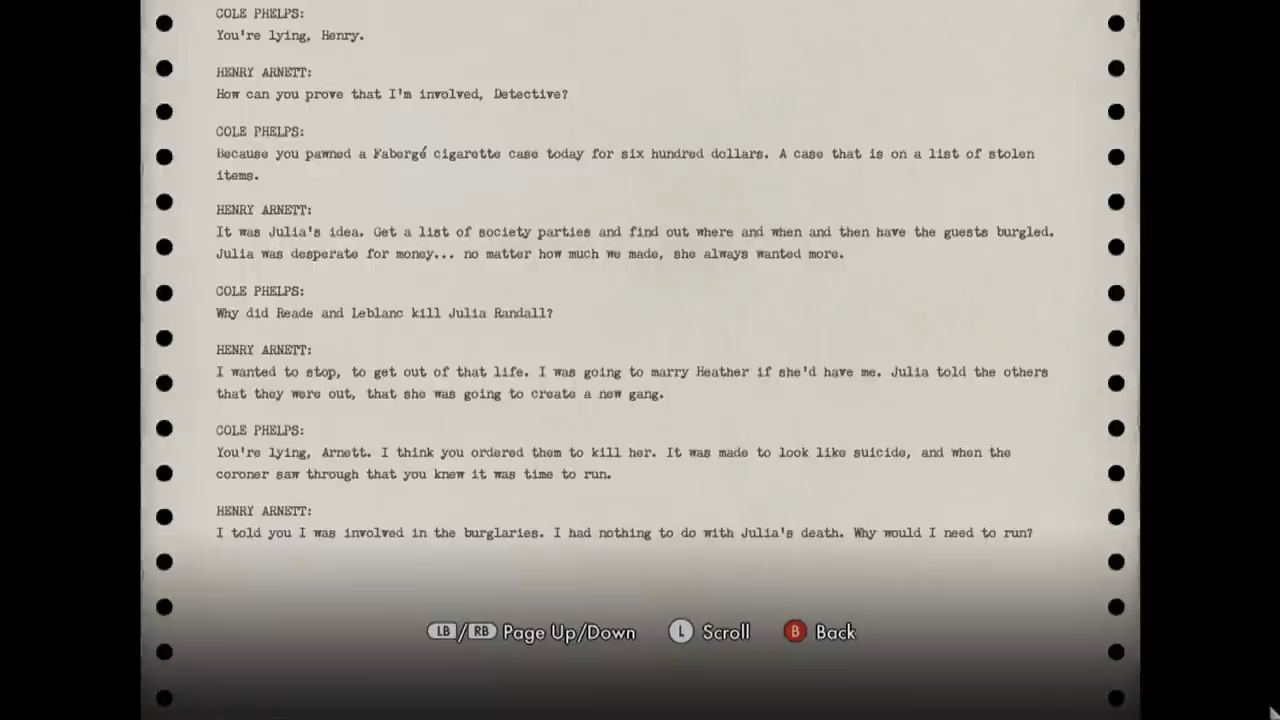 COLE PHELPS:
You're lying, Henry.
HENRY ARNETT:
How can you prove that I'm involved, Detective?
COLE PHELPS:
Because you pawned a Fabergé cigarette case today for six hundred dollars. A case that is on a list of stolen
items.
HENRY ARNETT:
It was Julia's idea. Get a list of society parties and find out where and when and then have the guests burgled.
Julia was desperate for money... no matter how much we made, she always wanted more.
COLE PHELPS:
Why did Reade and Leblanc kill Julia Randall?
HENRY ARNETT:
I wanted to stop, to get out of that life. I was going to marry Heather if she'd have me. Julia told the others
that they were out, that she was going to create a new gang.
COLE PHELPS:
You're lying, Arnett. I think you ordered them to kill her. It was made to look like suicide, and when the
coroner saw through that you knew it was time to run.
HENRY ARNETT:
I told you I was involved in the burglaries. I had nothing to do with Julia's death. Why would I need to run?
LB/RB Page Up/Down L Scroll B Back